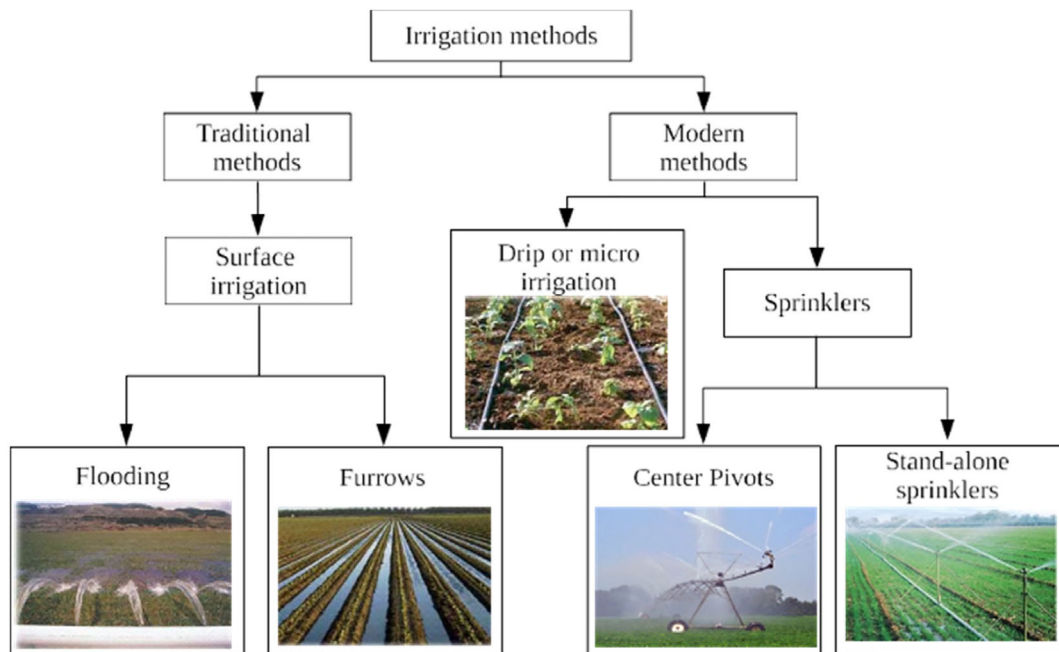 Irrigation methods
Traditional
methods
Modern
methods
Surface
irrigation
Drip or micro
irrigation
Sprinklers
Flooding
Furrows
Center Pivots
Stand-alone
sprinklers